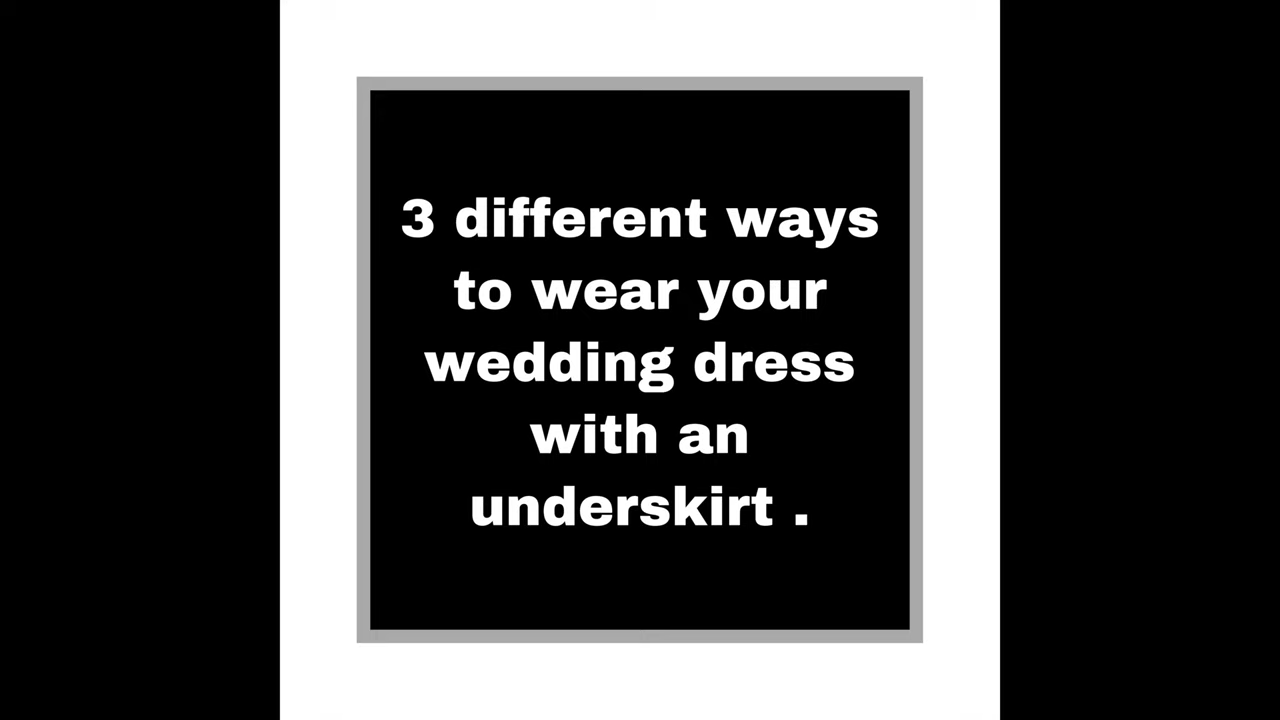 3 different ways
to wear your
wedding dress
with an
underskirt .